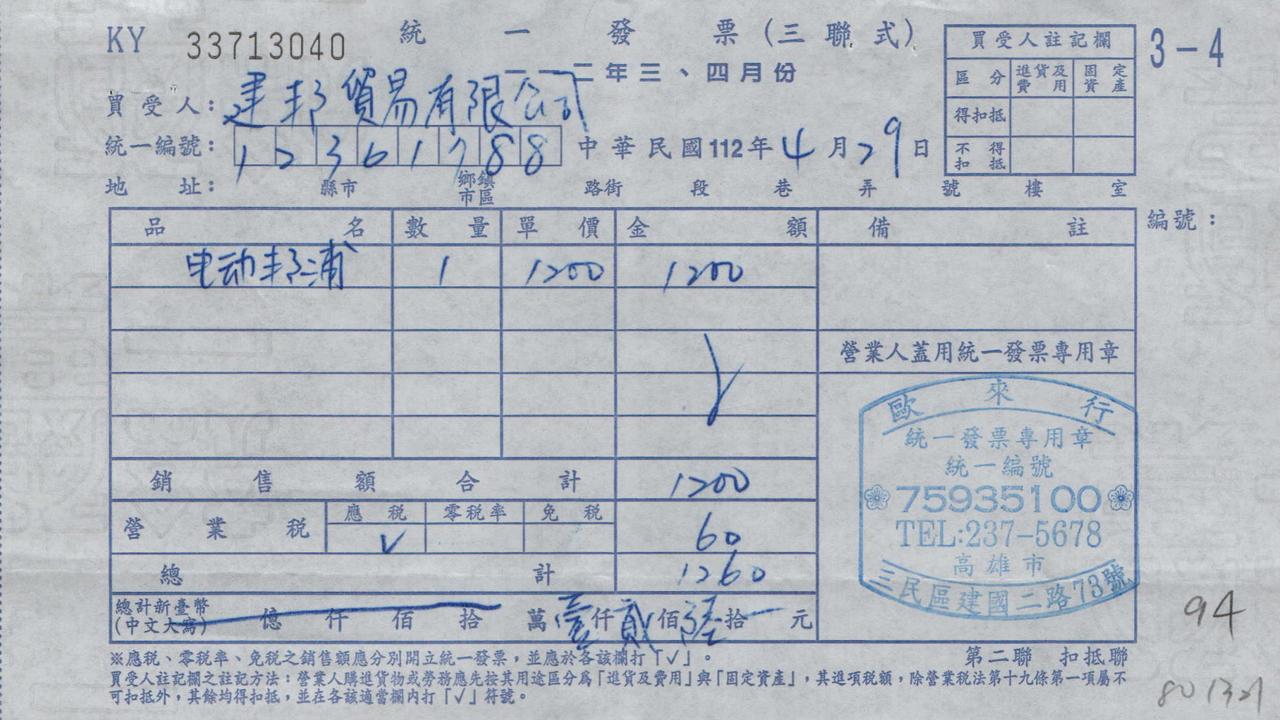 KY 33713040 統一發票(三聯式) 3-4
一二年三、四月份
買受人註記欄
區分 進貨及費用 固定資產
得扣抵
不得扣抵
買受人: 建邦貿易有限公司
統一編號: 12361788 中華民國112年4月29日
地址: 縣市 鄉鎮市區 路街 段 巷 弄 號 樓 室
品名 數量 單價 金額 備註 編號:
电动邦浦 1 1200 1200
營業人蓋用統一發票專用章
銷售額合計 1200
營業稅 應稅 零稅率 免稅
V 60
總計 1260
總計新臺幣(中文大寫) 億仟佰拾萬壹仟貳佰陸拾元
歐來行
統一發票專用章
統一編號
75935100
TEL:237-5678
高雄市
三民區建國二路73號
94
※應稅、零稅率、免稅之銷售額應分別開立統一發票,並應於各該欄打「✓」。
第二聯 扣抵聯
買受人註記欄之註記方法:營業人購進貨物或勞務應先按其用途區分為「進貨及費用」與「固定資產」,其進項稅額,除營業稅法第十九條第一項屬不
可扣抵外,其餘均得扣抵,並在各該適當欄內打「✓」符號。